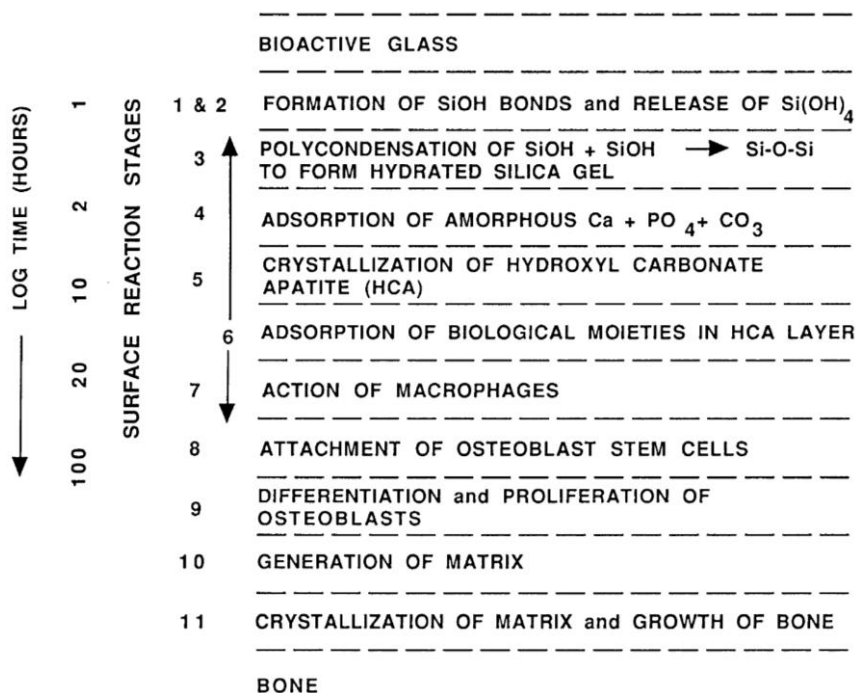 BIOACTIVE GLASS
LOG TIME (HOURS)
1
2
10
20
100
SURFACE REACTION STAGES
1 & 2 FORMATION OF SiOH BONDS and RELEASE OF Si(OH)4
3 POLYCONDENSATION OF SiOH + SiOH → Si-O-Si
TO FORM HYDRATED SILICA GEL
4 ADSORPTION OF AMORPHOUS Ca + PO4 + CO3
5 CRYSTALLIZATION OF HYDROXYL CARBONATE
APATITE (HCA)
6 ADSORPTION OF BIOLOGICAL MOIETIES IN HCA LAYER
7 ACTION OF MACROPHAGES
8 ATTACHMENT OF OSTEOBLAST STEM CELLS
9 DIFFERENTIATION and PROLIFERATION OF
OSTEOBLASTS
10 GENERATION OF MATRIX
11 CRYSTALLIZATION OF MATRIX and GROWTH OF BONE
BONE